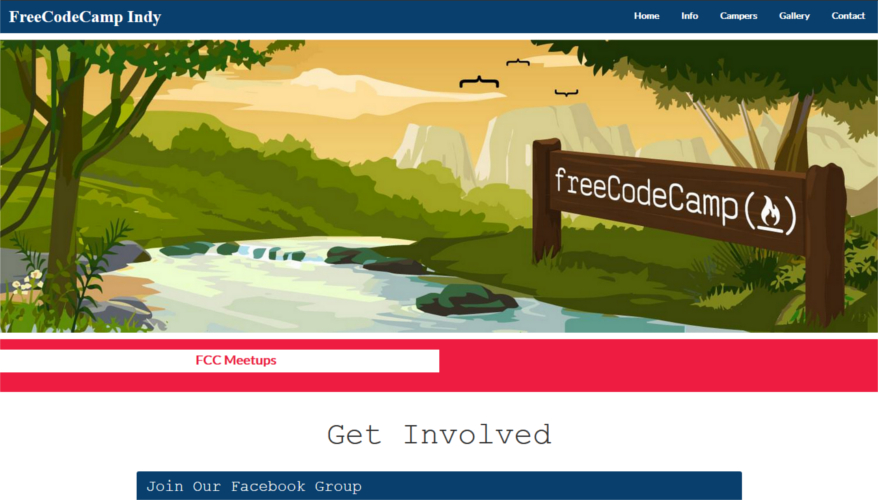 FreeCodeCamp Indy
Home Info Campers Gallery Contact
freeCodeCamp(🔥)
FCC Meetups
Get Involved
Join Our Facebook Group